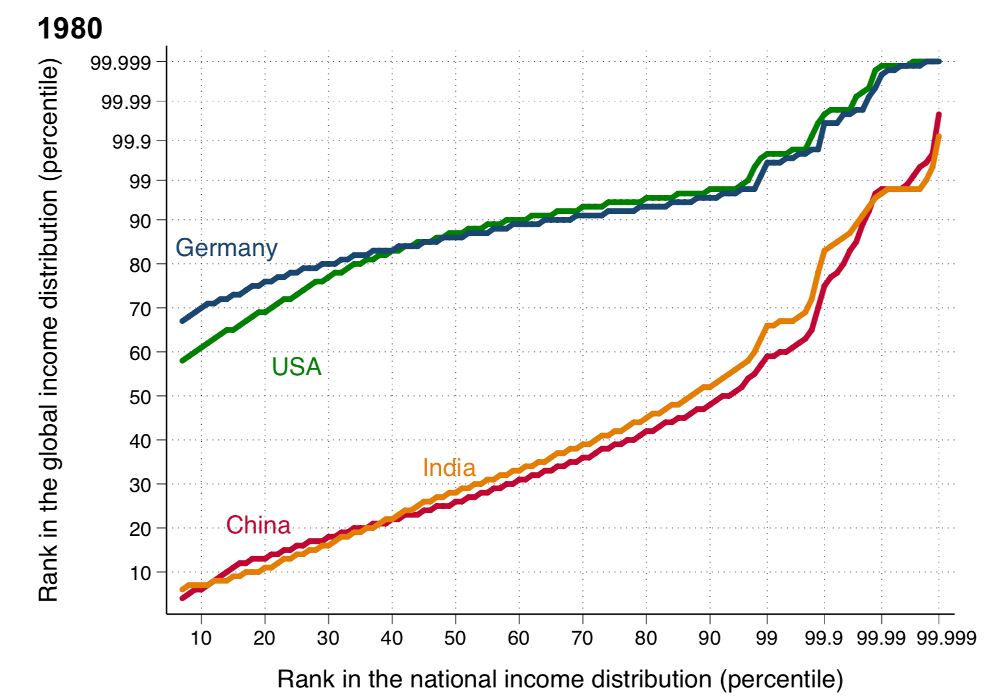 1980
Rank in the global income distribution (percentile)
99.999
99.99
99.9
99
90
80
70
60
50
40
30
20
10
Germany
USA
India
China
10 20 30 40 50 60 70 80 90 99 99.9 99.99 99.999
Rank in the national income distribution (percentile)